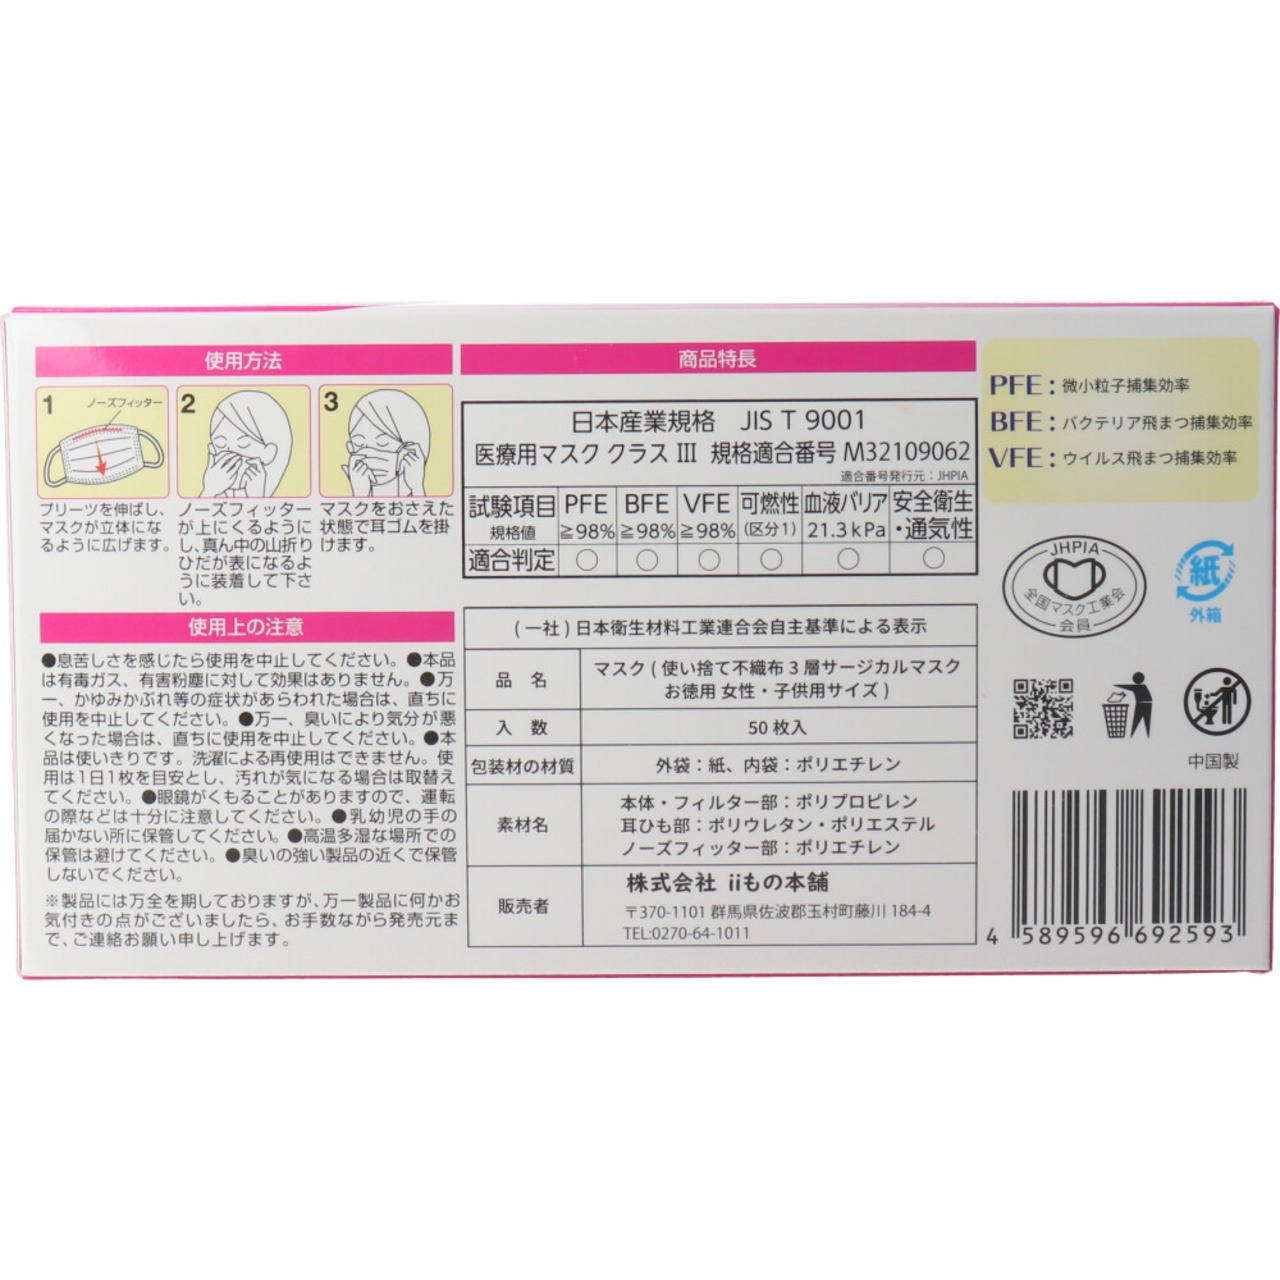 使用方法
1
ノーズフィッター
プリーツを伸ばし、
マスクが立体にな
るように広げます。
2
ノーズフィッター
が上にくるように
し、真ん中の山折り
ひだが表になるよ
うに装着して下さ
い。
3
マスクをおさえた
状態で耳ゴムを掛
けます。
使用上の注意
●息苦しさを感じたら使用を中止してください。●本品
は有毒ガス、有害粉塵に対して効果はありません。●万
一、かゆみかぶれ等の症状があらわれた場合は、直ちに
使用を中止してください。●万一、臭いにより気分が悪
くなった場合は、直ちに使用を中止してください。●本
品は使いきりです。洗濯による再使用はできません。使
用は1日1枚を目安とし、汚れが気になる場合は取替え
てください。●眼鏡がくもることがありますので、運転
の際などは十分に注意してください。●乳幼児の手の
届かない所に保管してください。●高温多湿な場所での
保管は避けてください。●臭いの強い製品の近くで保管
しないでください。
※製品には万全を期しておりますが、万一製品に何かお
気付きの点がございましたら、お手数ながら発売元ま
で、ご連絡お願い申し上げます。
商品特長
日本産業規格 JIS T 9001
医療用マスク クラス III 規格適合番号 M32109062
適合番号発行元：JHPIA
試験項目 PFE BFE VFE 可燃性 血液バリア 安全衛生
規格値 ≧98% ≧98% ≧98% (区分1) 21.3 kPa ・通気性
適合判定 ○ ○ ○ ○ ○ ○
(一社)日本衛生材料工業連合会自主基準による表示
品 名 マスク(使い捨て不織布3層サージカルマスク
お徳用 女性・子供用サイズ)
入 数 50枚入
包装材の材質 外袋：紙、内袋：ポリエチレン
素材名 本体・フィルター部：ポリプロピレン
耳ひも部：ポリウレタン・ポリエステル
ノーズフィッター部：ポリエチレン
販売者 株式会社 iiもの本舗
〒370-1101 群馬県佐波郡玉村町藤川 184-4
TEL:0270-64-1011
PFE：微小粒子捕集効率
BFE：バクテリア飛まつ捕集効率
VFE：ウイルス飛まつ捕集効率
JHPIA
全国マスク工業会
会員
紙
外箱
中国製
4 589596 692593